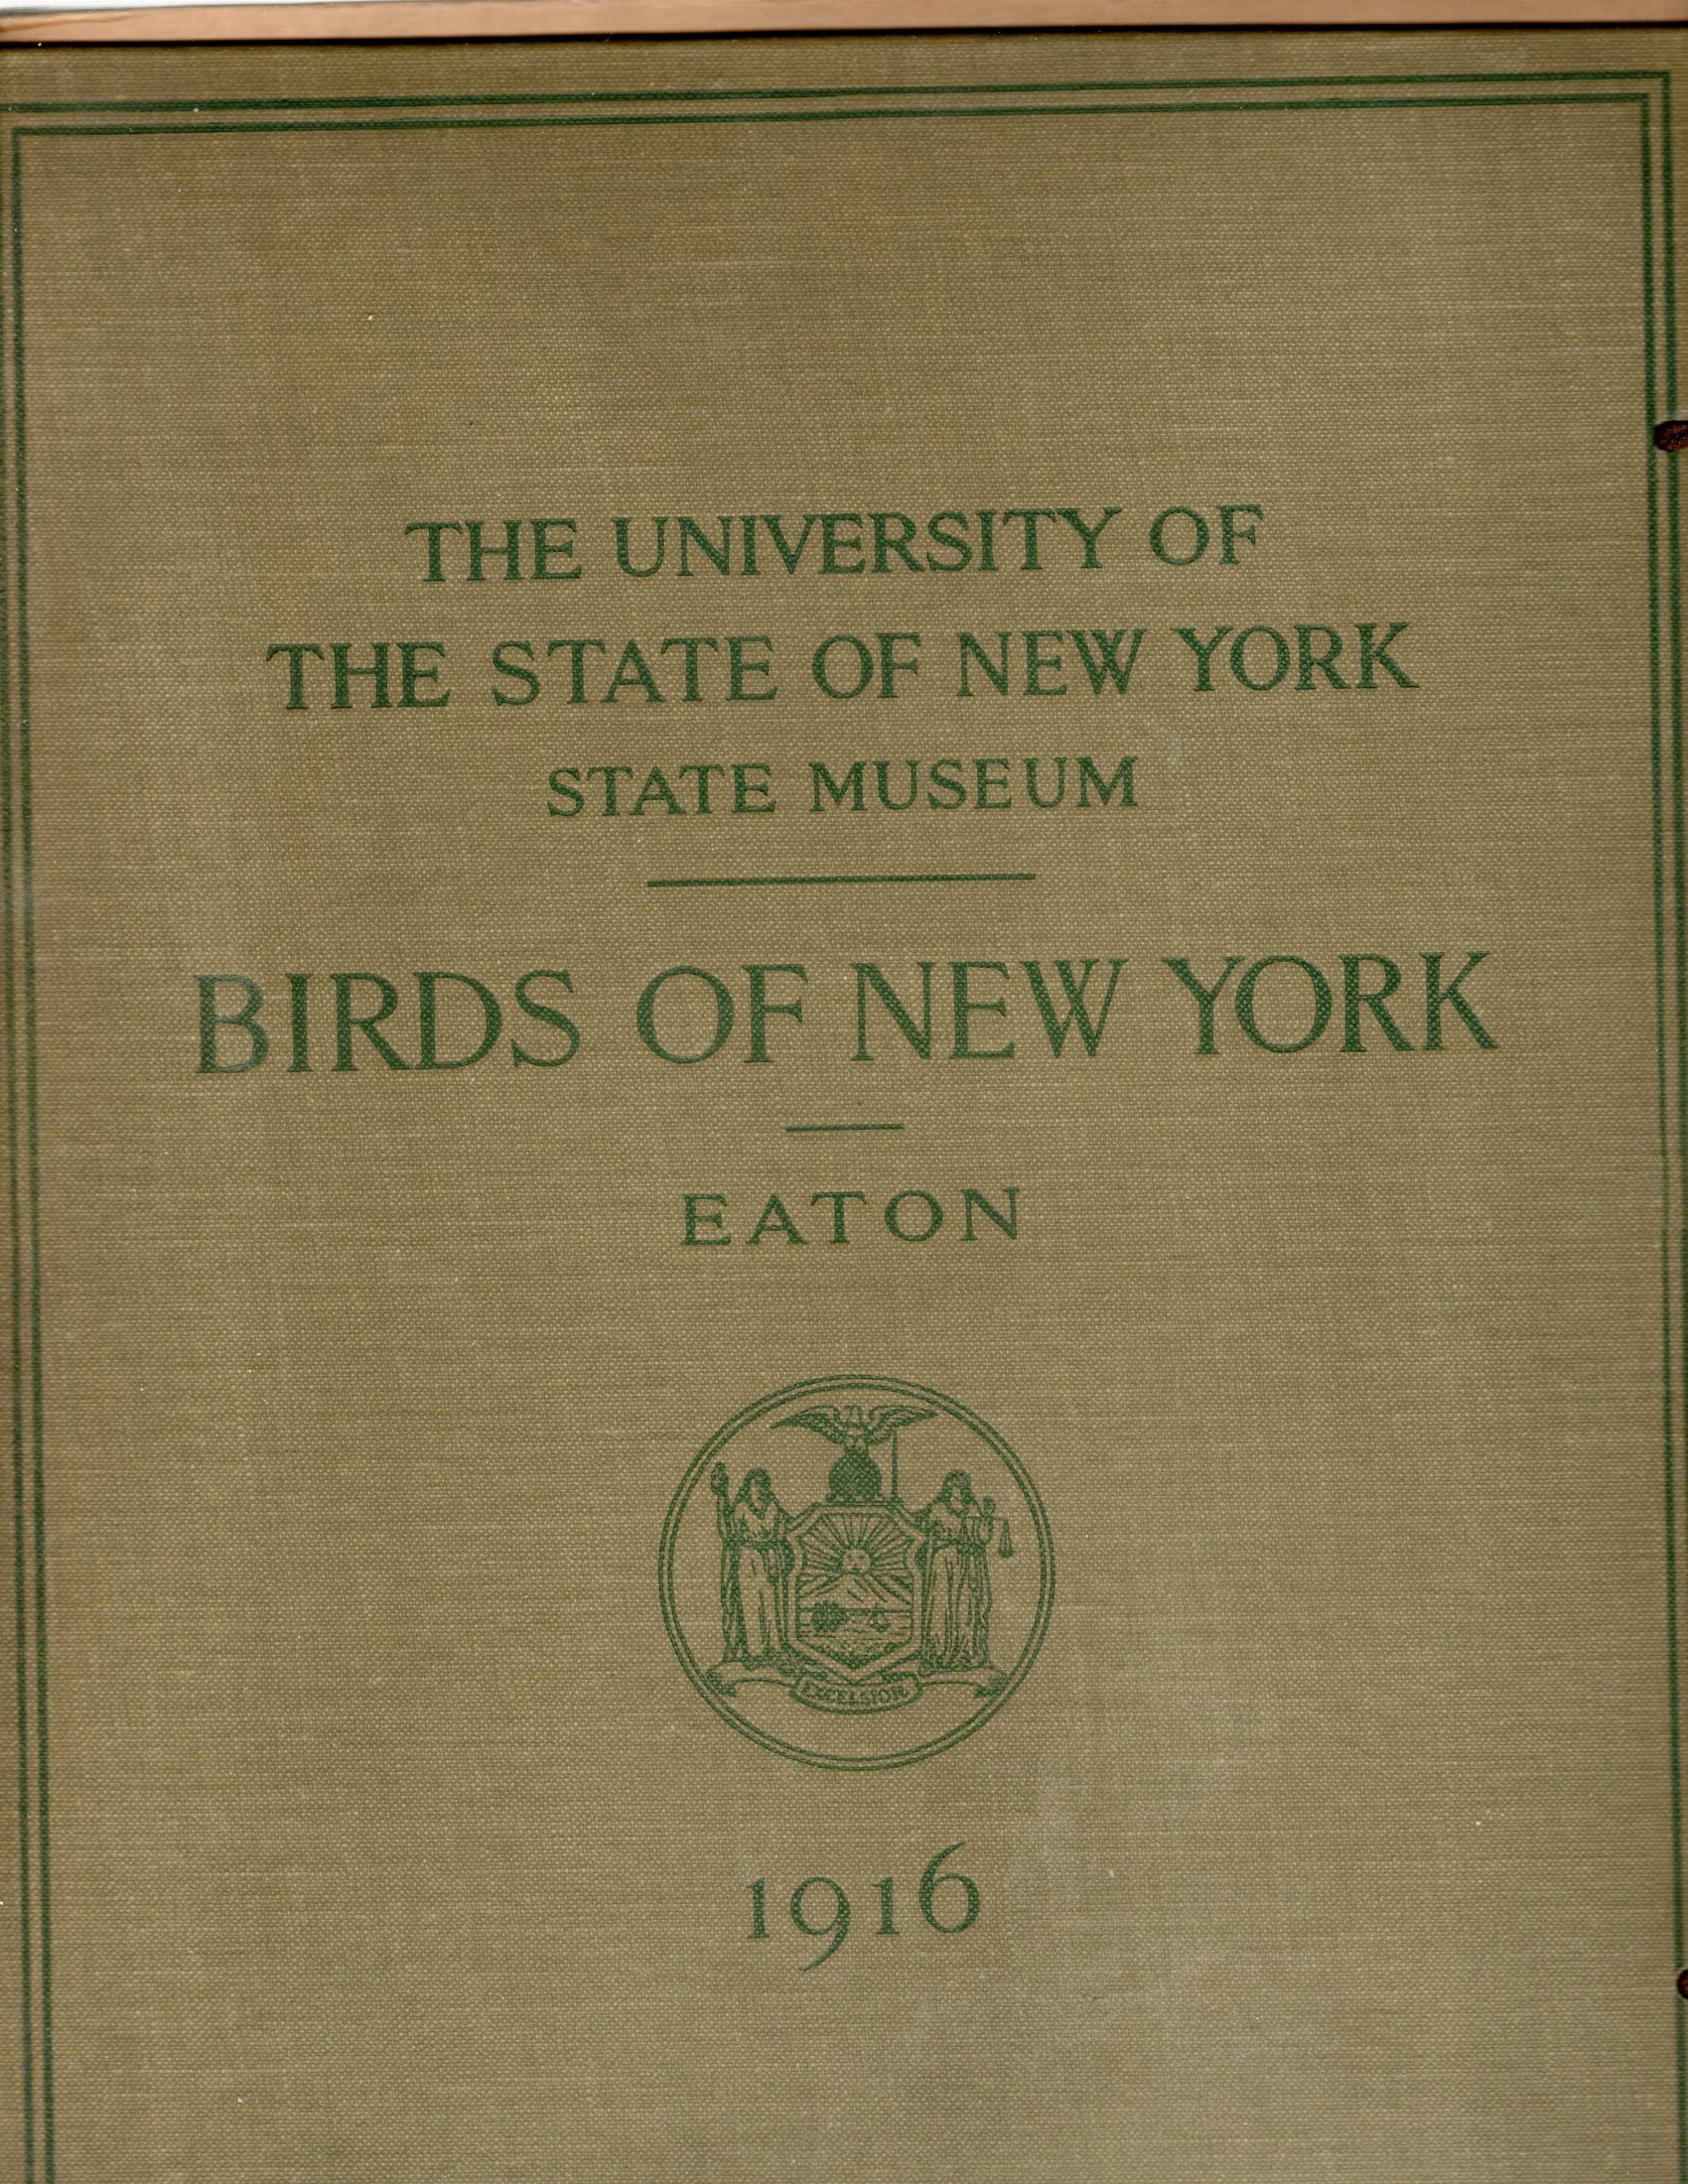 THE UNIVERSITY OF
THE STATE OF NEW YORK
STATE MUSEUM
BIRDS OF NEW YORK
EATON
EXCELSIOR
1916